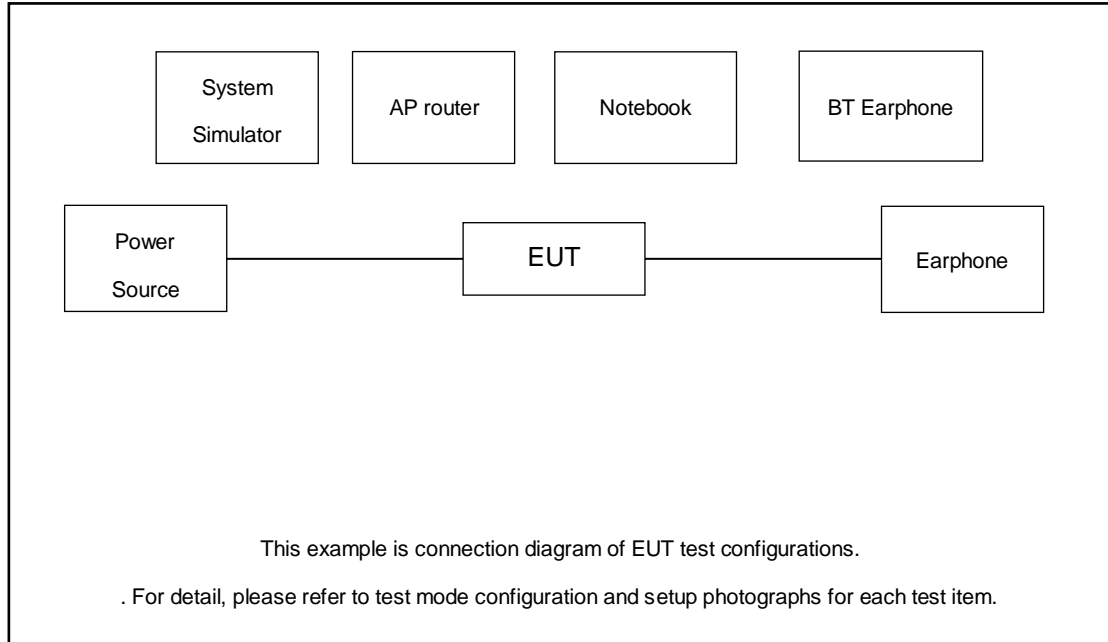 System
Simulator
AP router
Notebook
BT Earphone
Power
Source
EUT
Earphone
This example is connection diagram of EUT test configurations.
. For detail, please refer to test mode configuration and setup photographs for each test item.